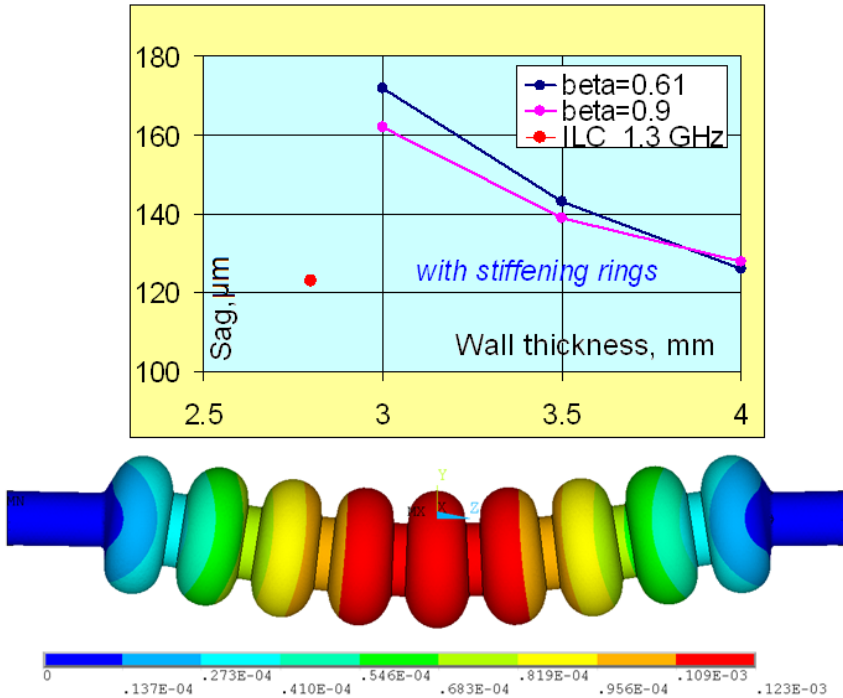 180
160
140
120
100
beta=0.61
beta=0.9
ILC 1.3 GHz
with stiffening rings
Sag,μm
Wall thickness, mm
2.5 3 3.5 4
Y
MX X Z
0 .273E-04 .546E-04 .819E-04 .109E-03
.137E-04 .410E-04 .683E-04 .956E-04 .123E-03